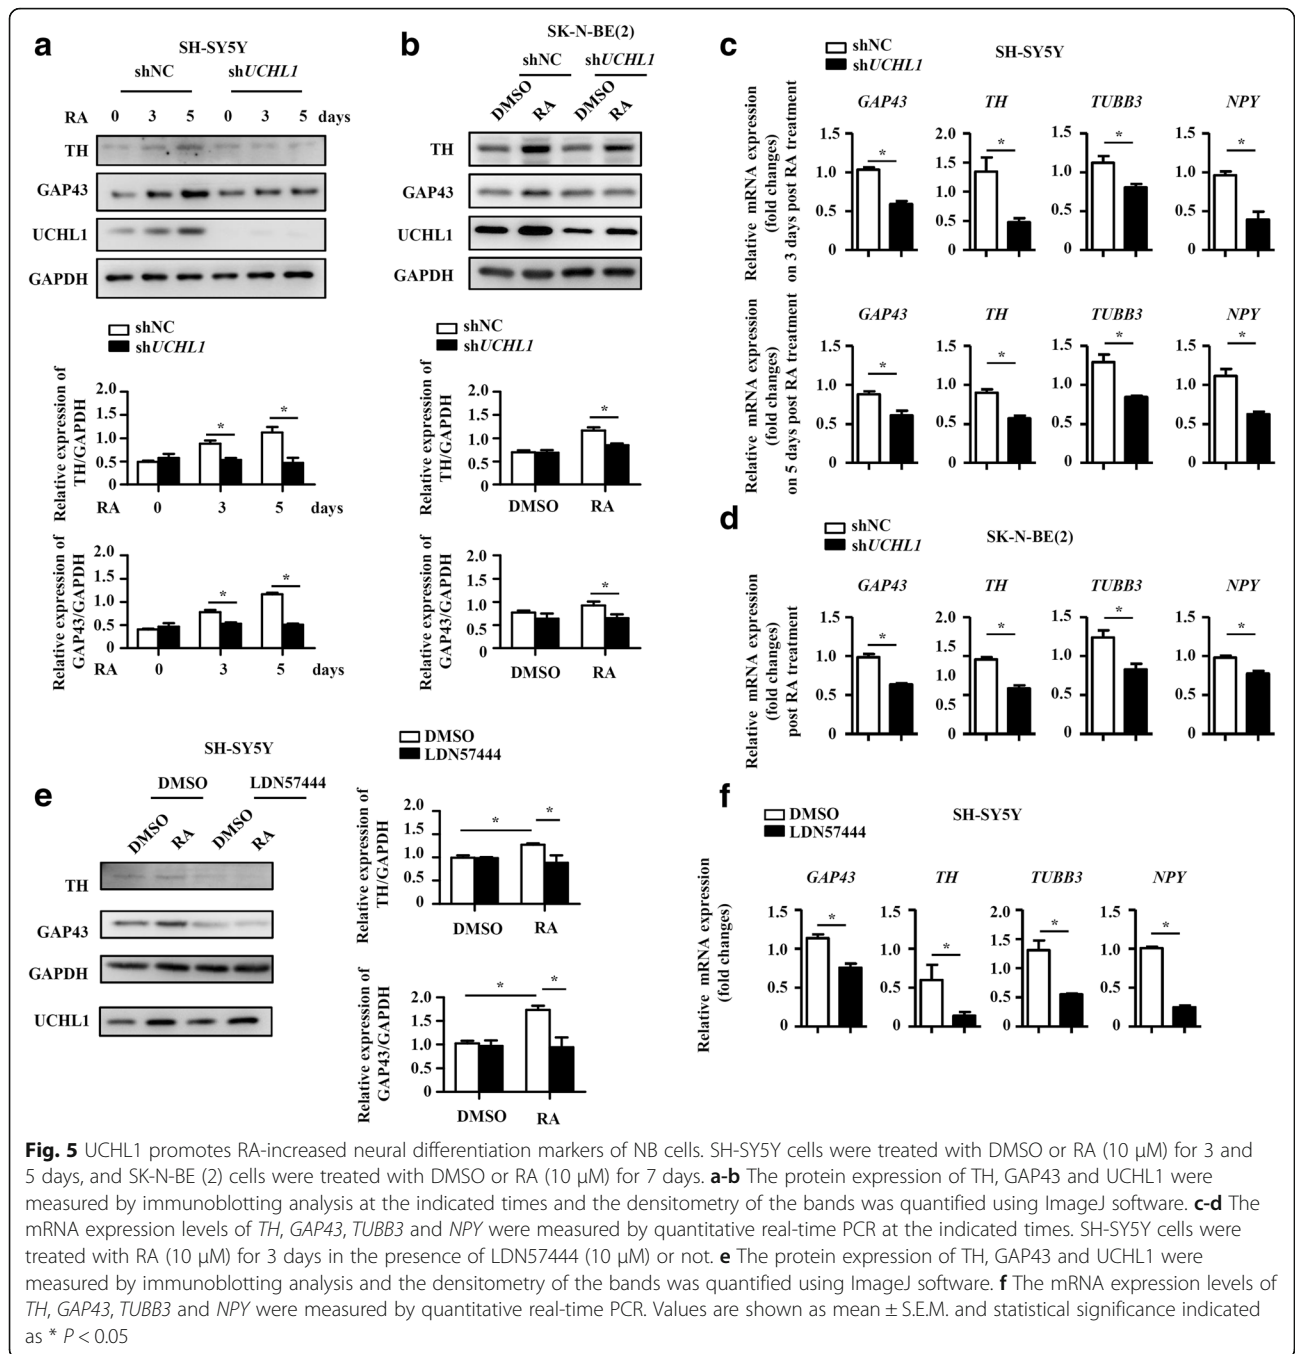 a
SH-SY5Y
shNC shUCHL1
RA 0 3 5 0 3 5 days
TH
GAP43
UCHL1
GAPDH
shNC
shUCHL1
Relative expression of
TH/GAPDH
2.0
1.5
1.0
0.5
0
RA 0 3 5 days
*
*
Relative expression of
GAP43/GAPDH
2.0
1.5
1.0
0.5
0
RA 0 3 5 days
*
*
b
SK-N-BE(2)
shNC shUCHL1
DMSO RA DMSO RA
TH
GAP43
UCHL1
GAPDH
shNC
shUCHL1
Relative expression of
TH/GAPDH
2.0
1.5
1.0
0.5
0
DMSO RA
*
Relative expression of
GAP43/GAPDH
2.0
1.5
1.0
0.5
0
DMSO RA
*
c
shNC
shUCHL1
SH-SY5Y
Relative mRNA expression
(fold changes)
on 3 days post RA treatment
GAP43 TH TUBB3 NPY
1.5 2.0 1.5 1.5
1.0 1.5 1.0 1.0
0.5 1.0 0.5 0.5
0 0.5 0 0
0
* * * *
Relative mRNA expression
(fold changes)
on 5 days post RA treatment
GAP43 TH TUBB3 NPY
1.5 1.5 1.5 1.5
1.0 1.0 1.0 1.0
0.5 0.5 0.5 0.5
0 0 0 0
* * * *
d
shNC
shUCHL1
SK-N-BE(2)
Relative mRNA expression
(fold changes)
post RA treatment
GAP43 TH TUBB3 NPY
1.5 2.0 1.5 1.5
1.0 1.5 1.0 1.0
0.5 1.0 0.5 0.5
0 0.5 0 0
0
* * * *
e
SH-SY5Y
DMSO LDN57444
DMSO RA DMSO RA
TH
GAP43
GAPDH
UCHL1
DMSO
LDN57444
Relative expression of
TH/GAPDH
2.0
1.5
1.0
0.5
0
DMSO RA
* *
Relative expression of
GAP43/GAPDH
2.0
1.5
1.0
0.5
0
DMSO RA
* *
f
DMSO
LDN57444
SH-SY5Y
Relative mRNA expression
(fold changes)
GAP43 TH TUBB3 NPY
1.5 1.5 2.0 1.5
1.0 1.0 1.5 1.0
0.5 0.5 1.0 0.5
0 0 0.5 0
0
* * * *
Fig. 5 UCHL1 promotes RA-increased neural differentiation markers of NB cells. SH-SY5Y cells were treated with DMSO or RA (10 μM) for 3 and
5 days, and SK-N-BE (2) cells were treated with DMSO or RA (10 μM) for 7 days. a-b The protein expression of TH, GAP43 and UCHL1 were
measured by immunoblotting analysis at the indicated times and the densitometry of the bands was quantified using ImageJ software. c-d The
mRNA expression levels of TH, GAP43, TUBB3 and NPY were measured by quantitative real-time PCR at the indicated times. SH-SY5Y cells were
treated with RA (10 μM) for 3 days in the presence of LDN57444 (10 μM) or not. e The protein expression of TH, GAP43 and UCHL1 were
measured by immunoblotting analysis and the densitometry of the bands was quantified using ImageJ software. f The mRNA expression levels of
TH, GAP43, TUBB3 and NPY were measured by quantitative real-time PCR. Values are shown as mean ± S.E.M. and statistical significance indicated
as * P < 0.05